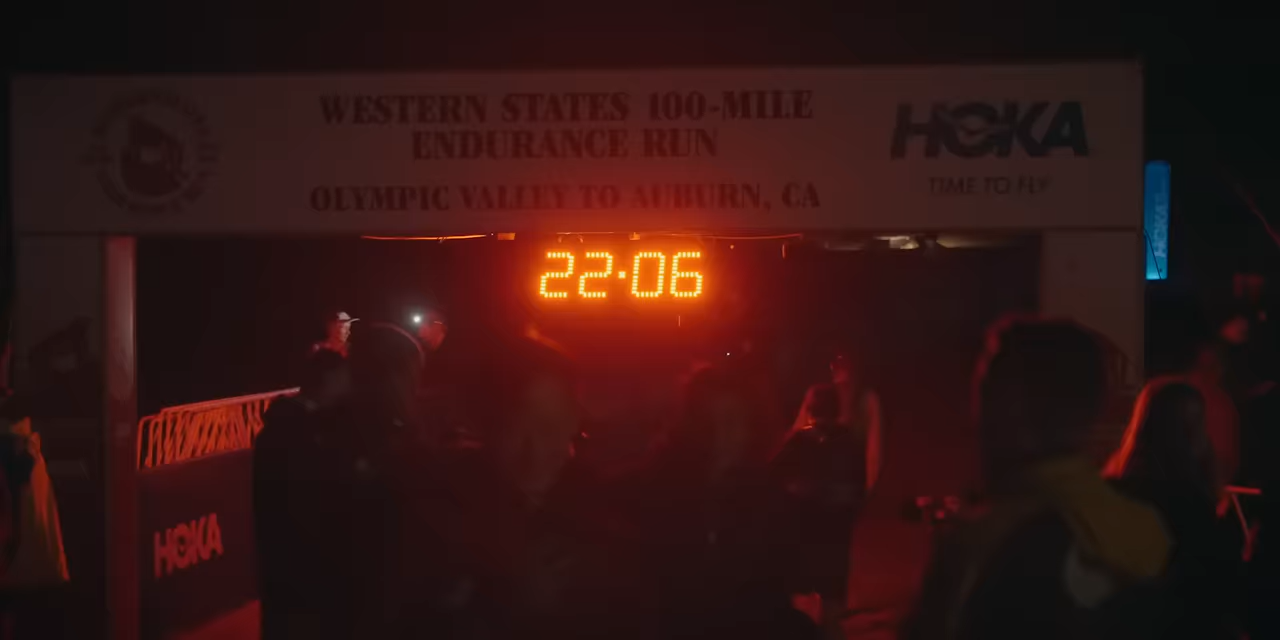 WESTERN STATES 100-MILE
ENDURANCE RUN
OLYMPIC VALLEY TO AUBURN, CA
HOKA
TIME TO FLY
22:06
HOKA